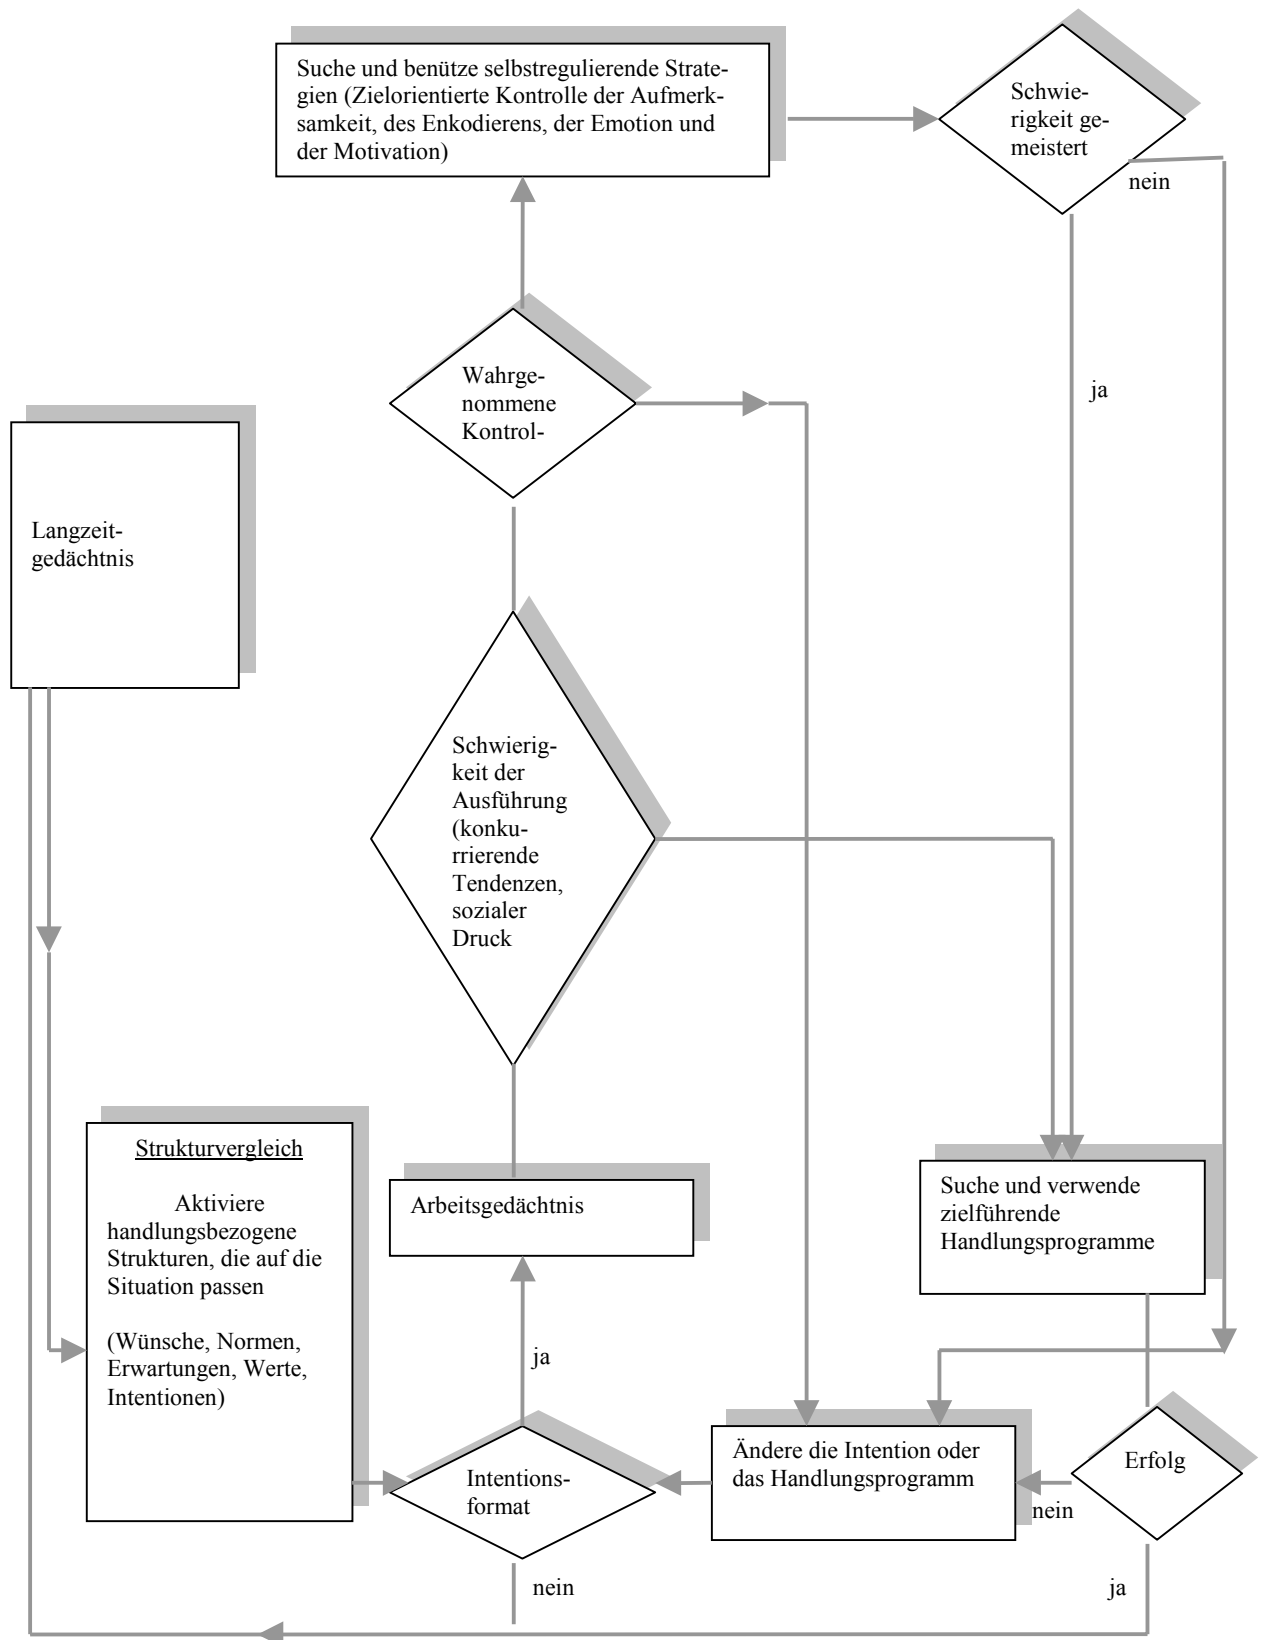 Suche und benütze selbstregulierende Strate-
gien (Zielorientierte Kontrolle der Aufmerk-
samkeit, des Enkodierens, der Emotion und
der Motivation)
Schwie-
rigkeit ge-
meistert
nein
Wahrge-
nommene
Kontrol-
ja
Langzeit-
gedächtnis
Schwierig-
keit der
Ausführung
(konku-
rrierende
Tendenzen,
sozialer
Druck
Strukturvergleich
Aktiviere
handlungsbezogene
Strukturen, die auf die
Situation passen
(Wünsche, Normen,
Erwartungen, Werte,
Intentionen)
Arbeitsgedächtnis
Suche und verwende
zielführende
Handlungsprogramme
ja
Intentions-
format
Ändere die Intention oder
das Handlungsprogramm
Erfolg
nein
nein
ja